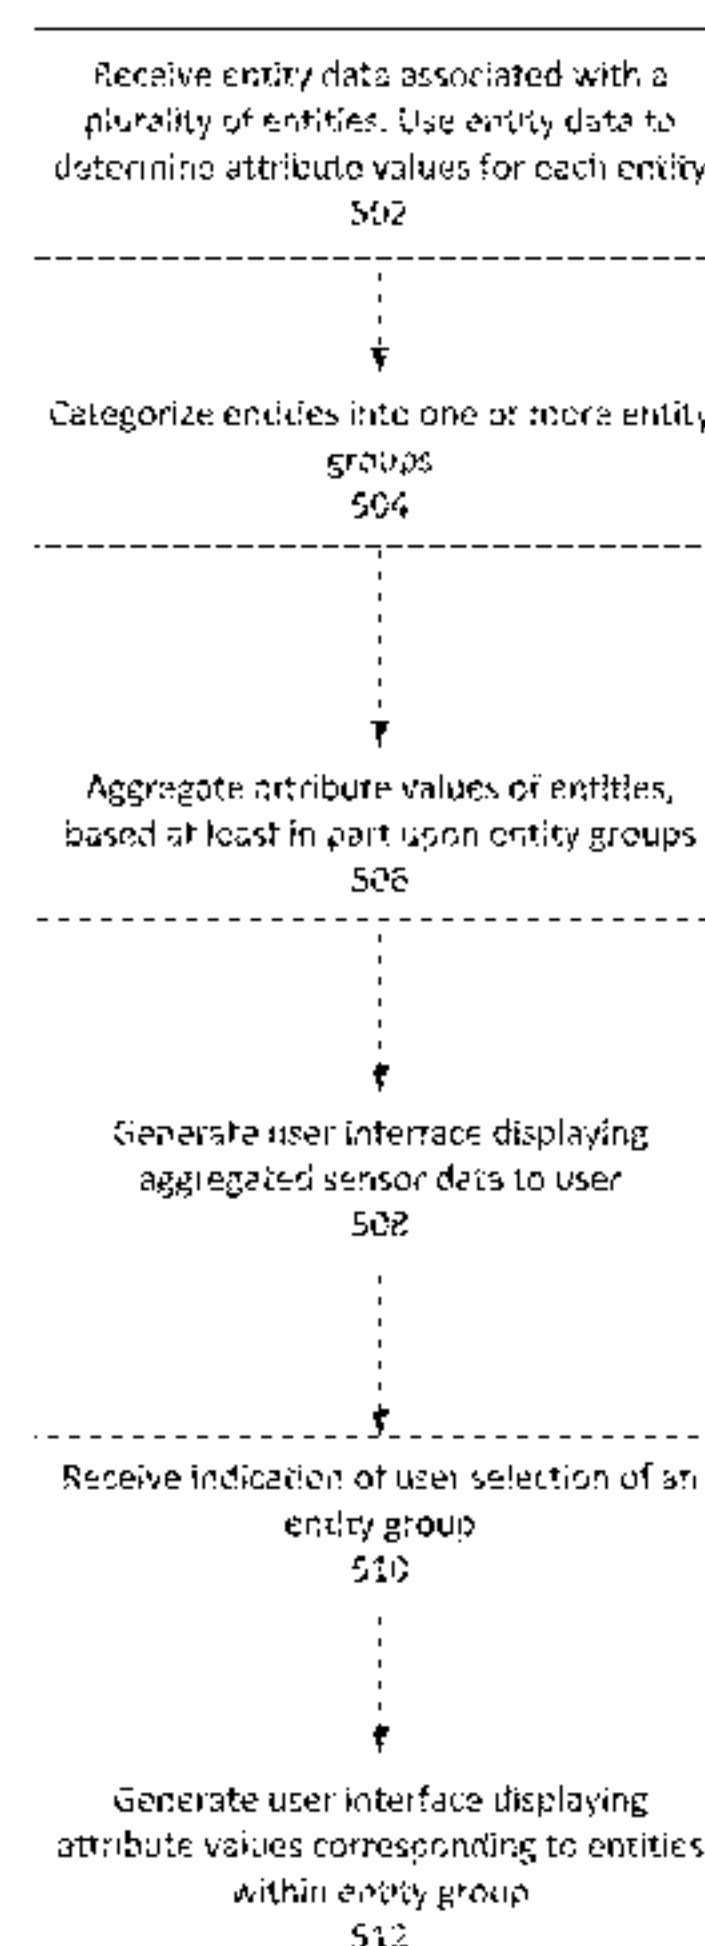 Receive entity data associated with a
plurality of entities. Use entity data to
determine attribute values for each entity
502
Categorize entities into one or more entity
groups
504
Aggregate attribute values of entities,
based at least in part upon entity groups
506
Generate user interface displaying
aggregated sensor data to user
508
Receive indication of user selection of an
entity group
510
Generate user interface displaying
attribute values corresponding to entities
within entity group
512